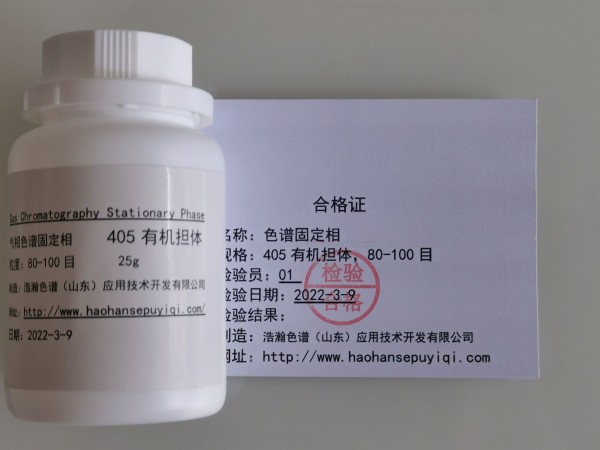 Gas Chromatography Stationary Phase
气相色谱固定相 405 有机担体
粒度：80-100 目 25g
制造：浩瀚色谱（山东）应用技术开发有限公司
网址：http://www.haohansepuyiqi.com/
日期：2022-3-9
合格证
名称：色谱固定相
规格：405 有机担体，80-100 目
检验员：01
检验日期：2022-3-9
检验结果：
制造：浩瀚色谱（山东）应用技术开发有限公司
网址：http://www.haohansepuyiqi.com
检验
合格